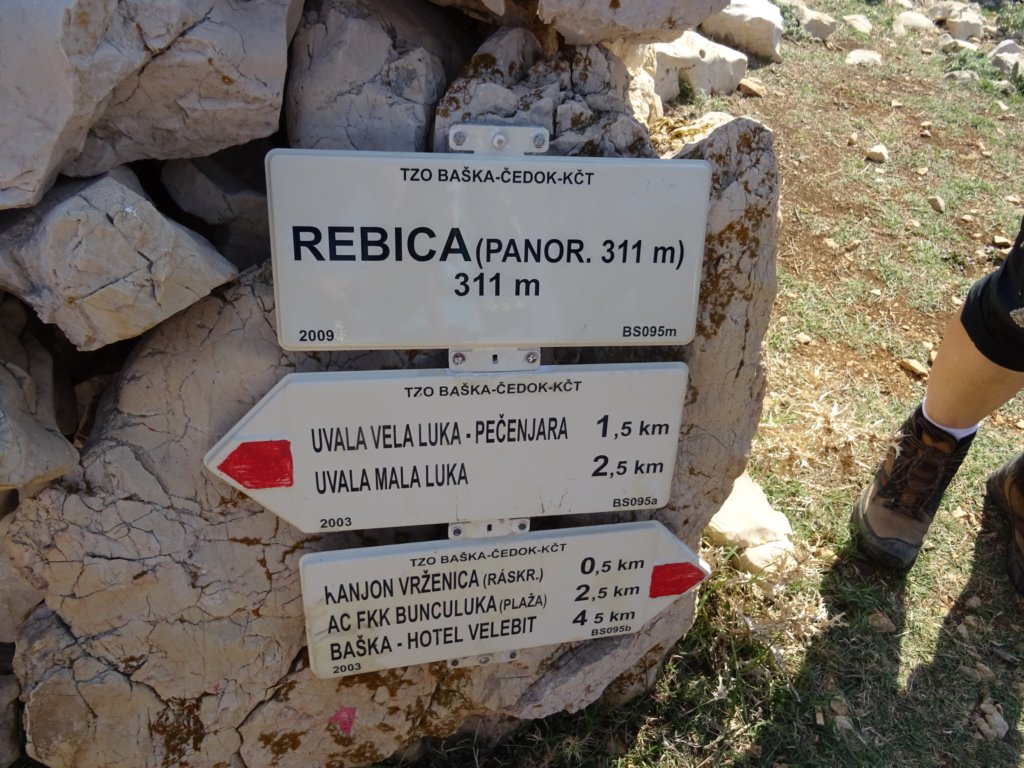 TZO BAŠKA-ČEDOK-KČT
REBICA (PANOR. 311 m)
311 m
2009 BS095m
TZO BAŠKA-ČEDOK-KČT
UVALA VELA LUKA - PEČENJARA 1,5 km
UVALA MALA LUKA 2,5 km
2003 BS095a
TZO BAŠKA-ČEDOK-KČT
KANJON VRŽENICA (RÁSKR.) 0,5 km
AC FKK BUNCULUKA (PLAŽA) 2,5 km
BAŠKA - HOTEL VELEBIT 4 5 km
2003 BS095b